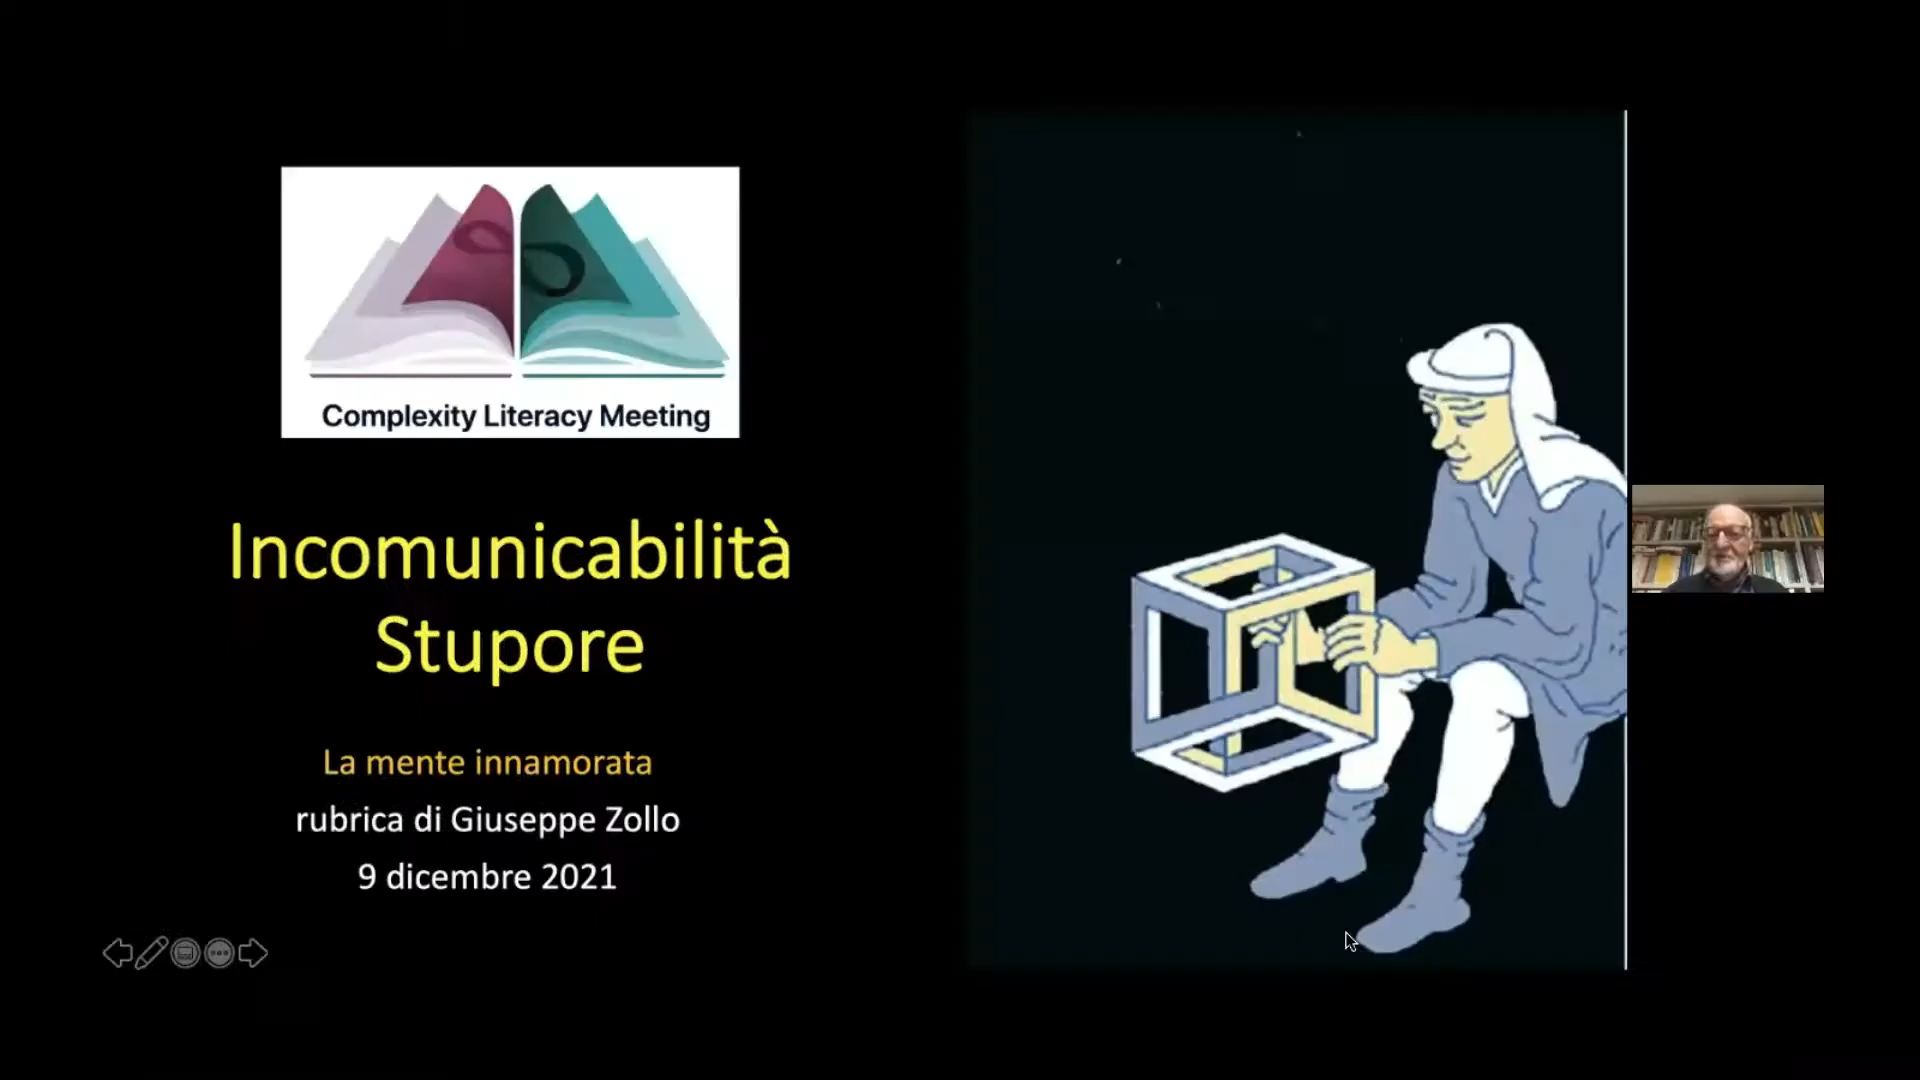 Complexity Literacy Meeting
Incomunicabilità
Stupore
La mente innamorata
rubrica di Giuseppe Zollo
9 dicembre 2021